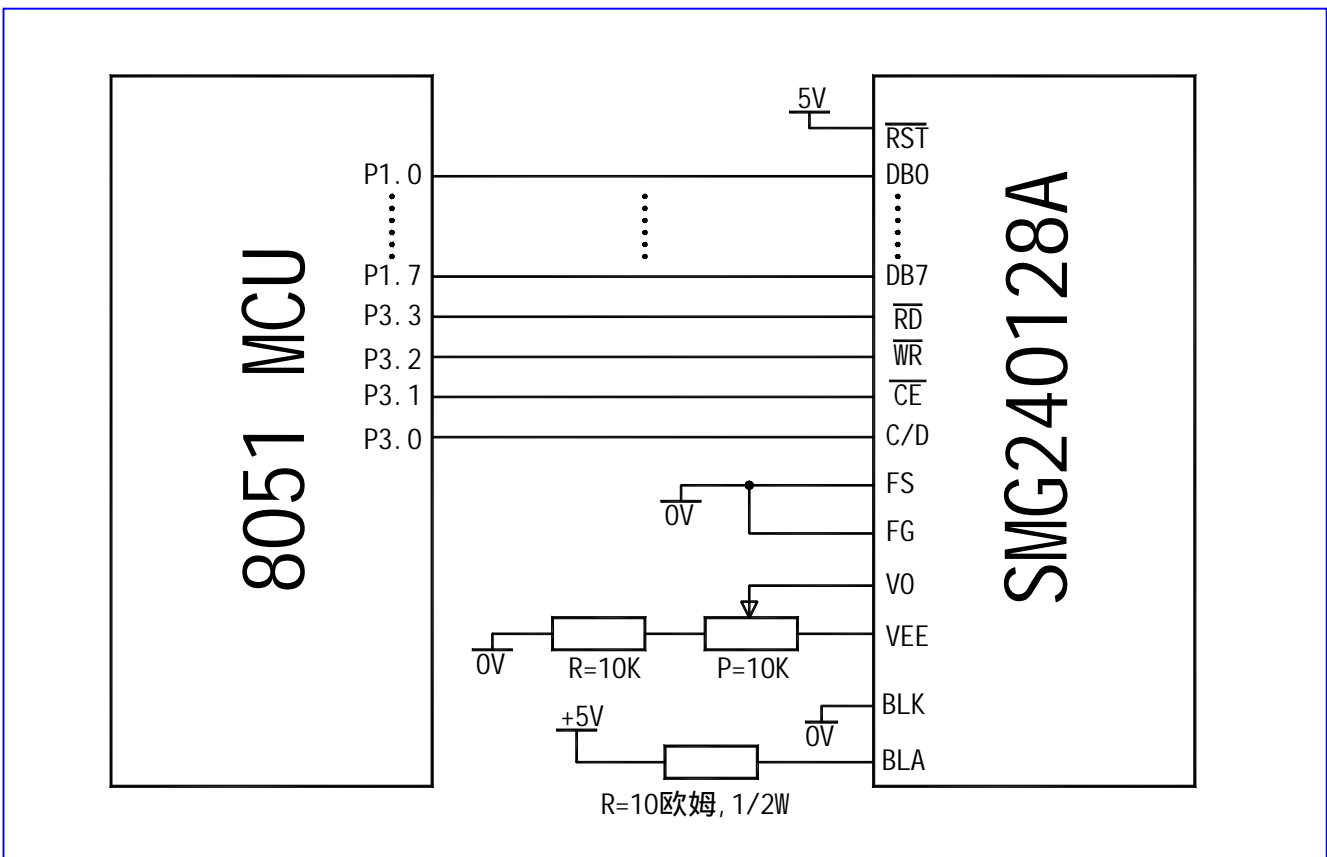 8051 MCU
P1.0
P1.7
P3.3
P3.2
P3.1
P3.0
5V
0V
0V
R=10K
P=10K
+5V
0V
R=10欧姆,1/2W
RST
DB0
DB7
RD
WR
CE
C/D
FS
FG
V0
VEE
BLK
BLA
SMG240128A